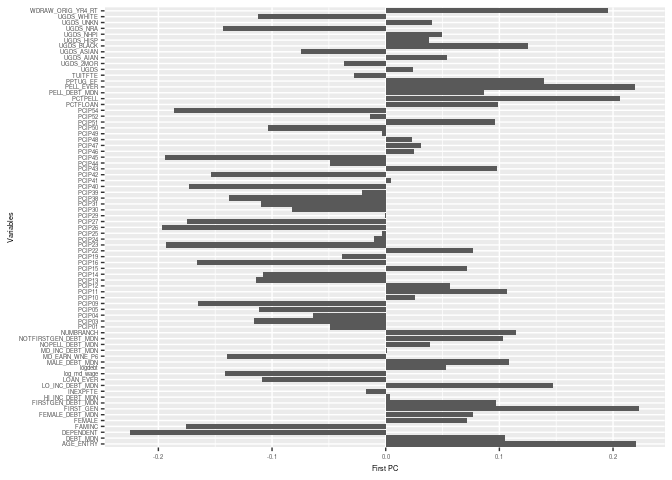 WDRAW_ORIG_YR4_RT
UGDS_WHITE
UGDS_UNKN
UGDS_NRA
UGDS_NHPI
UGDS_HISP
UGDS_BLACK
UGDS_ASIAN
UGDS_AIAN
UGDS_2MOR
UGDS
TUITFTE
PPTUG_EF
PELL_EVER
PELL_DEBT_MDN
PCTPELL
PCTFLOAN
PCIP54
PCIP52
PCIP51
PCIP50
PCIP49
PCIP48
PCIP47
PCIP46
PCIP45
PCIP44
PCIP43
PCIP42
PCIP41
PCIP40
PCIP39
PCIP38
PCIP31
PCIP30
PCIP29
PCIP27
PCIP26
PCIP25
PCIP24
PCIP23
PCIP22
PCIP19
PCIP16
PCIP15
PCIP14
PCIP13
PCIP12
PCIP11
PCIP10
PCIP09
PCIP05
PCIP04
PCIP03
PCIP01
NUMBRANCH
NOTFIRSTGEN_DEBT_MDN
NOPELL_DEBT_MDN
MD_INC_DEBT_MDN
MD_EARN_WNE_P6
MALE_DEBT_MDN
logdebt
log_md_wage
LOAN_EVER
LO_INC_DEBT_MDN
INEXPFTE
HI_INC_DEBT_MDN
FIRSTGEN_DEBT_MDN
FIRST_GEN
FEMALE_DEBT_MDN
FEMALE
FAMINC
DEPENDENT
DEBT_MDN
AGE_ENTRY
Variables
-0.2 -0.1 0.0 0.1 0.2
First PC